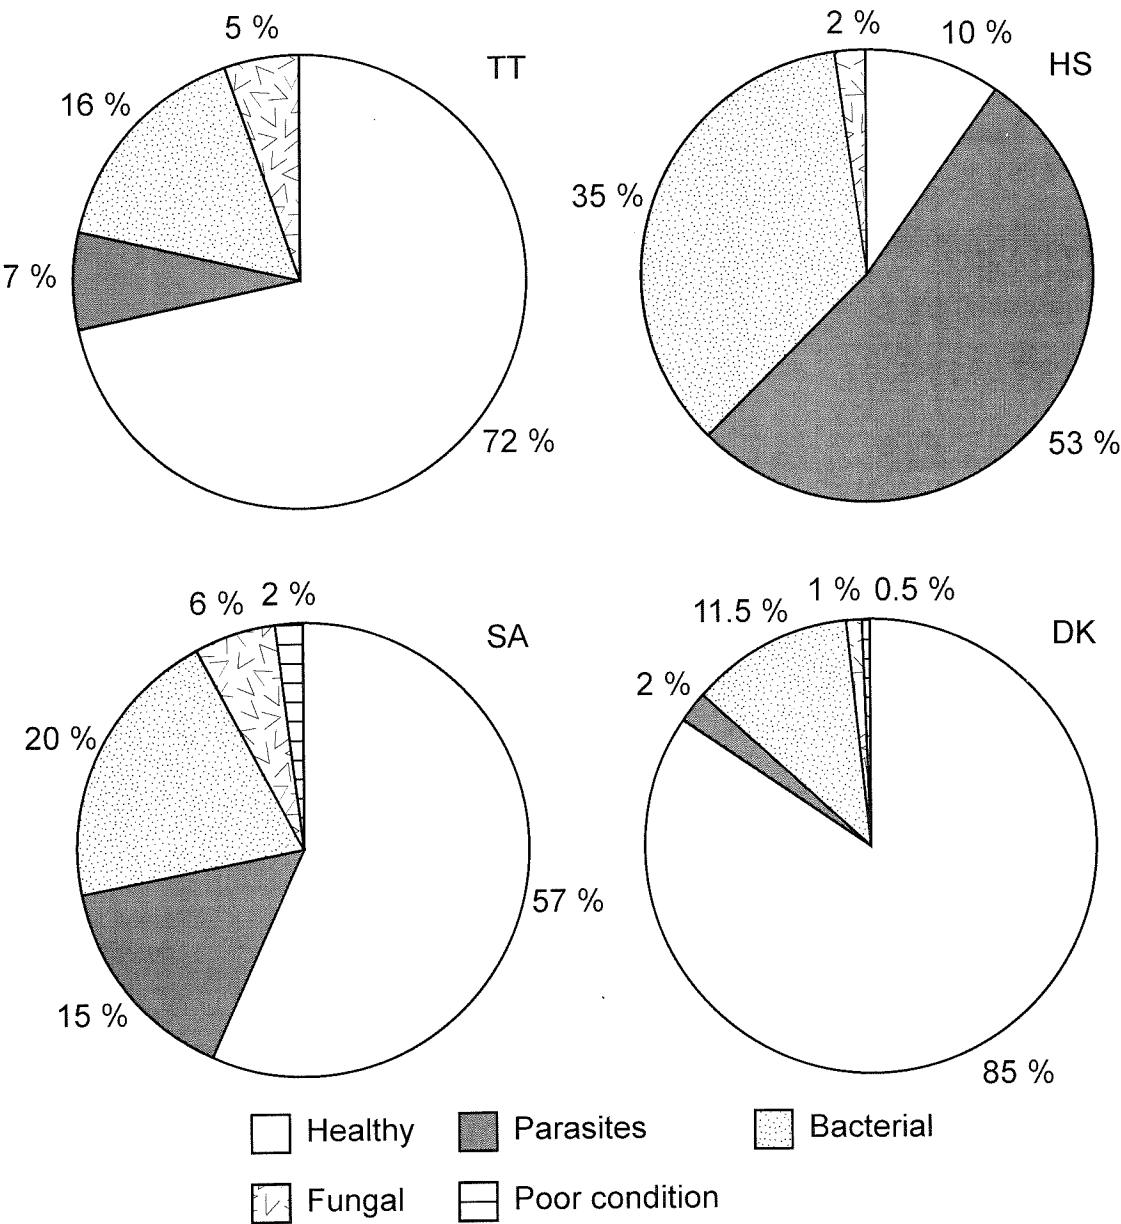 5 %
TT
16 %
7 %
72 %
2 %
10 %
HS
35 %
53 %
6 %
2 %
SA
20 %
57 %
15 %
1 %
0.5 %
11.5 %
DK
2 %
85 %
Healthy
Parasites
Bacterial
Fungal
Poor condition